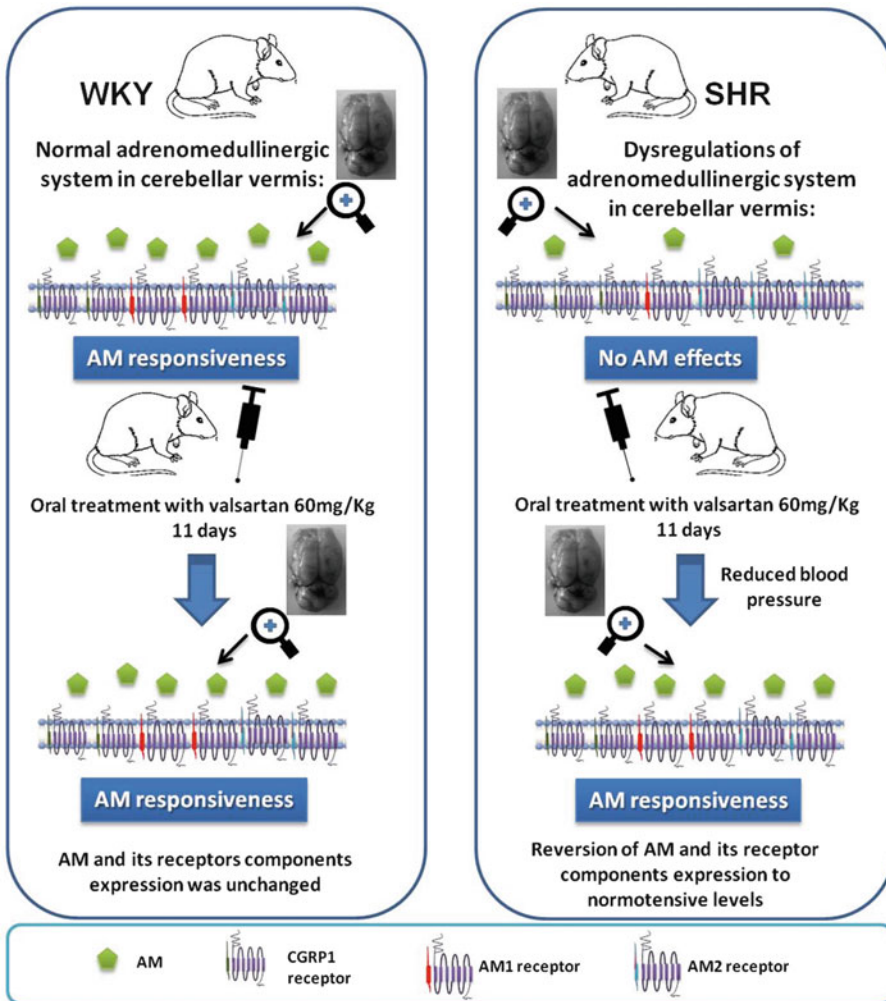 WKY
Normal adrenomedullinergic
system in cerebellar vermis:
AM responsiveness
Oral treatment with valsartan 60mg/Kg
11 days
AM responsiveness
AM and its receptors components
expression was unchanged
SHR
Dysregulations of
adrenomedullinergic system
in cerebellar vermis:
No AM effects
Oral treatment with valsartan 60mg/Kg
11 days
Reduced blood
pressure
AM responsiveness
Reversion of AM and its receptor
components expression to
normotensive levels
AM
CGRP1
receptor
AM1 receptor
AM2 receptor